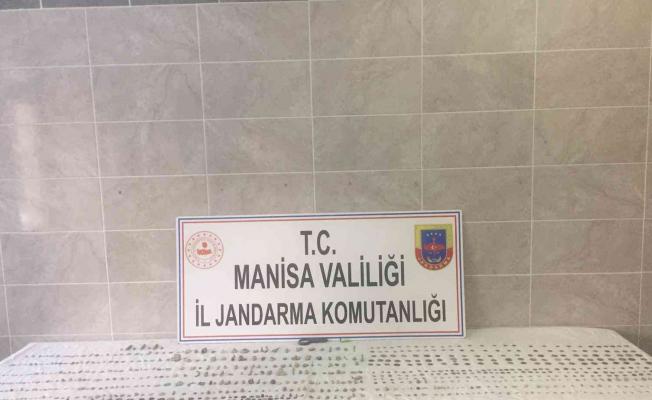 T.C.
MANİSA VALİLİĞİ
İL JANDARMA KOMUTANLIĞI